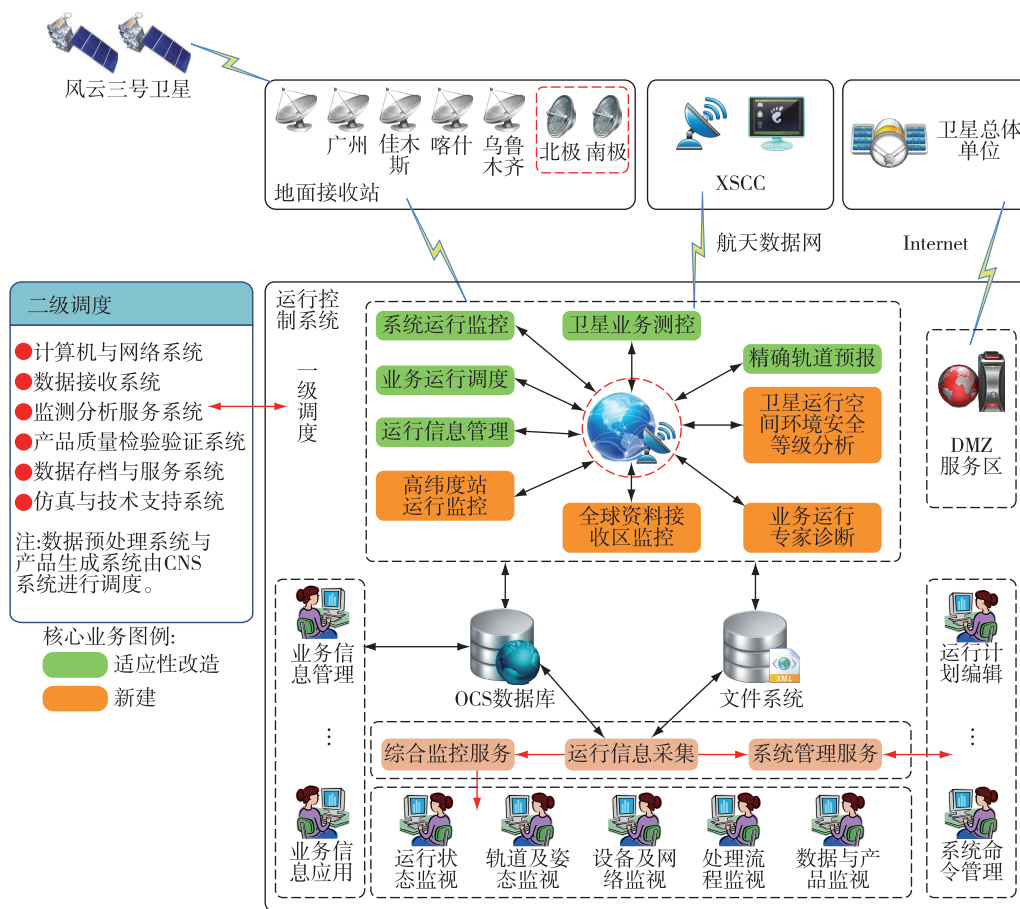 风云三号卫星
广州
佳木
斯
喀什
乌鲁
木齐
北极
南极
地面接收站
XSCC
卫星总体
单位
航天数据网
Internet
二级调度
计算机与网络系统
数据接收系统
监测分析服务系统
产品质量检验验证系统
数据存档与服务系统
仿真与技术支持系统
注:数据预处理系统与
产品生成系统由CNS
系统进行调度。
核心业务图例:
适应性改造
新建
运行控
制系统
一级调度
系统运行监控
卫星业务测控
精确轨道预报
业务运行调度
卫星运行空
间环境安全
等级分析
运行信息管理
高纬度站
运行监控
全球资料接
收区监控
业务运行
专家诊断
DMZ
服务区
业务信
息管理
⋮
业务信
息应用
OCS数据库
XML
文件系统
运行计
划编辑
⋮
系统命
令管理
综合监控服务
运行信息采集
系统管理服务
运行状
态监视
轨道及姿
态监视
设备及网
络监视
处理流
程监视
数据与产
品监视